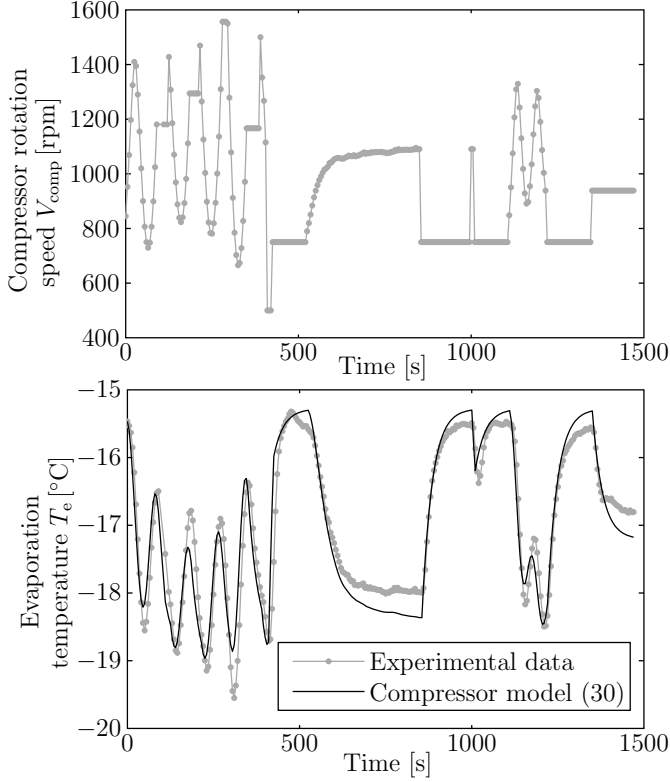 1600
1400
1200
1000
800
600
400
Compressor rotation
speed V_comp [rpm]
0
500
1000
1500
Time [s]
−15
−16
−17
−18
−19
−20
Evaporation
temperature T_e [°C]
Experimental data
Compressor model (30)
0
500
1000
1500
Time [s]